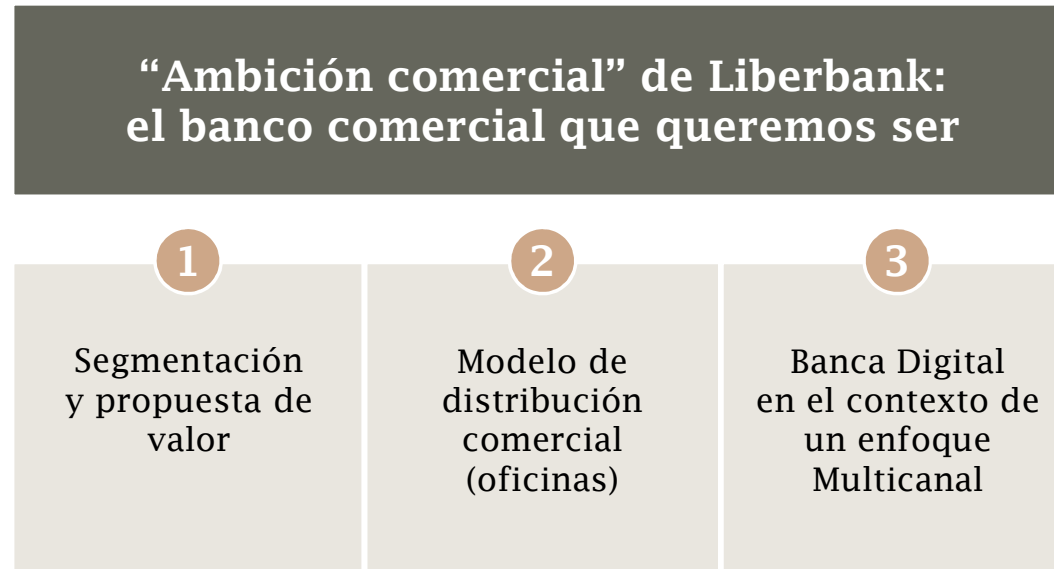 “Ambición comercial” de Liberbank:
el banco comercial que queremos ser
1
Segmentación
y propuesta de
valor
2
Modelo de
distribución
comercial
(oficinas)
3
Banca Digital
en el contexto de
un enfoque
Multicanal